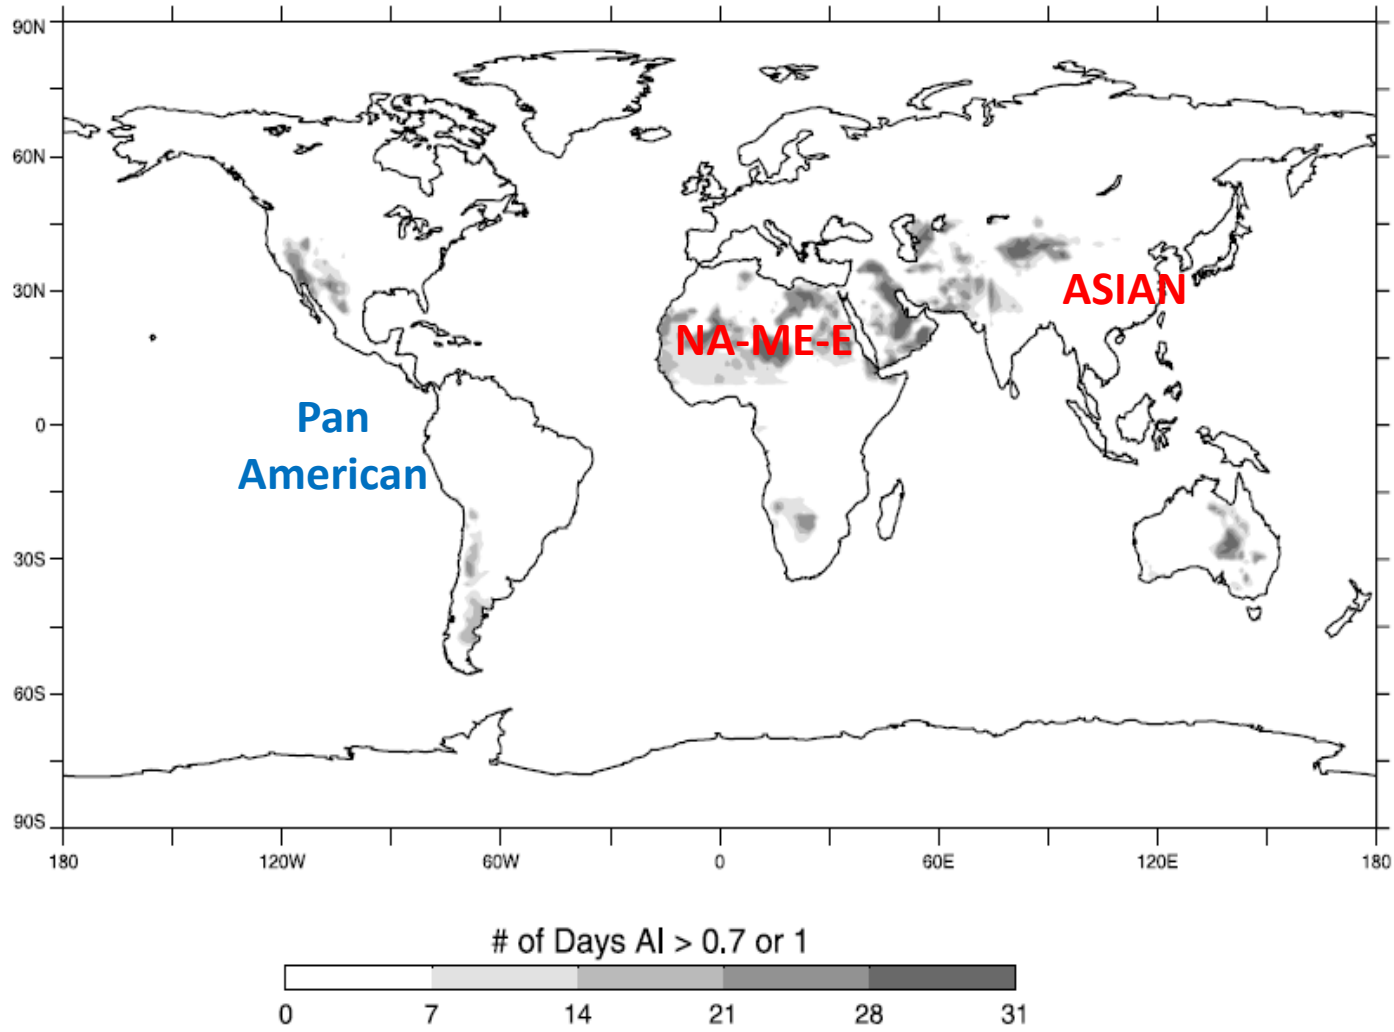 90N
60N
30N
0
30S
60S
90S
ASIAN
NA-ME-E
Pan
American
180 120W 60W 0 60E 120E 180
# of Days AI > 0.7 or 1
0 7 14 21 28 31